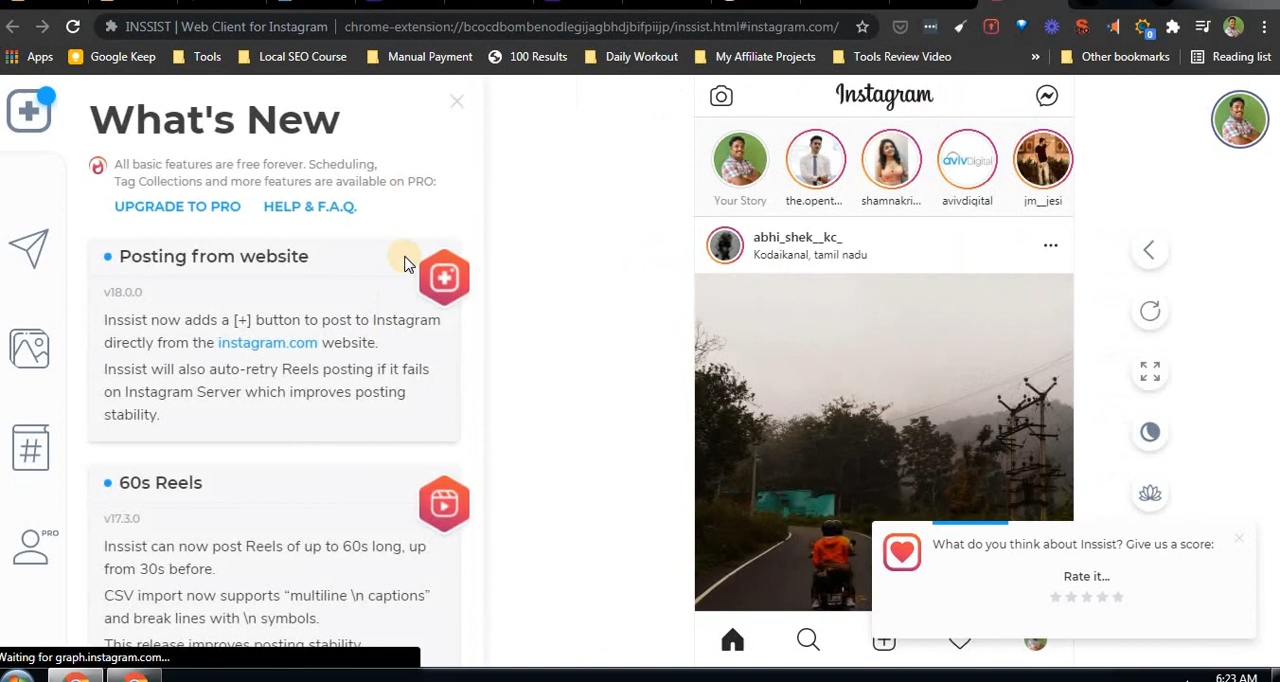 INSSIST | Web Client for Instagram
chrome-extension://bcocdbombenodlegijagbhdjbifpiijp/inssist.html#instagram.com/
Apps
Google Keep
Tools
Local SEO Course
Manual Payment
100 Results
Daily Workout
My Affiliate Projects
Tools Review Video
»
Other bookmarks
Reading list
What's New
All basic features are free forever. Scheduling,
Tag Collections and more features are available on PRO:
UPGRADE TO PRO HELP & F.A.Q.
Posting from website
v18.0.0
Inssist now adds a [+] button to post to Instagram
directly from the instagram.com website.
Inssist will also auto-retry Reels posting if it fails
on Instagram Server which improves posting
stability.
60s Reels
v17.3.0
Inssist can now post Reels of up to 60s long, up
from 30s before.
CSV import now supports “multiline \n captions”
and break lines with \n symbols.
This release improves posting stability
#
PRO
Waiting for graph.instagram.com...
Instagram
Your Story
the.opent...
avivDigital
shamnakri...
avivdigital
jm__jesi
abhi_shek__kc_
Kodaikanal, tamil nadu
What do you think about Inssist? Give us a score:
Rate it...
6:23 AM